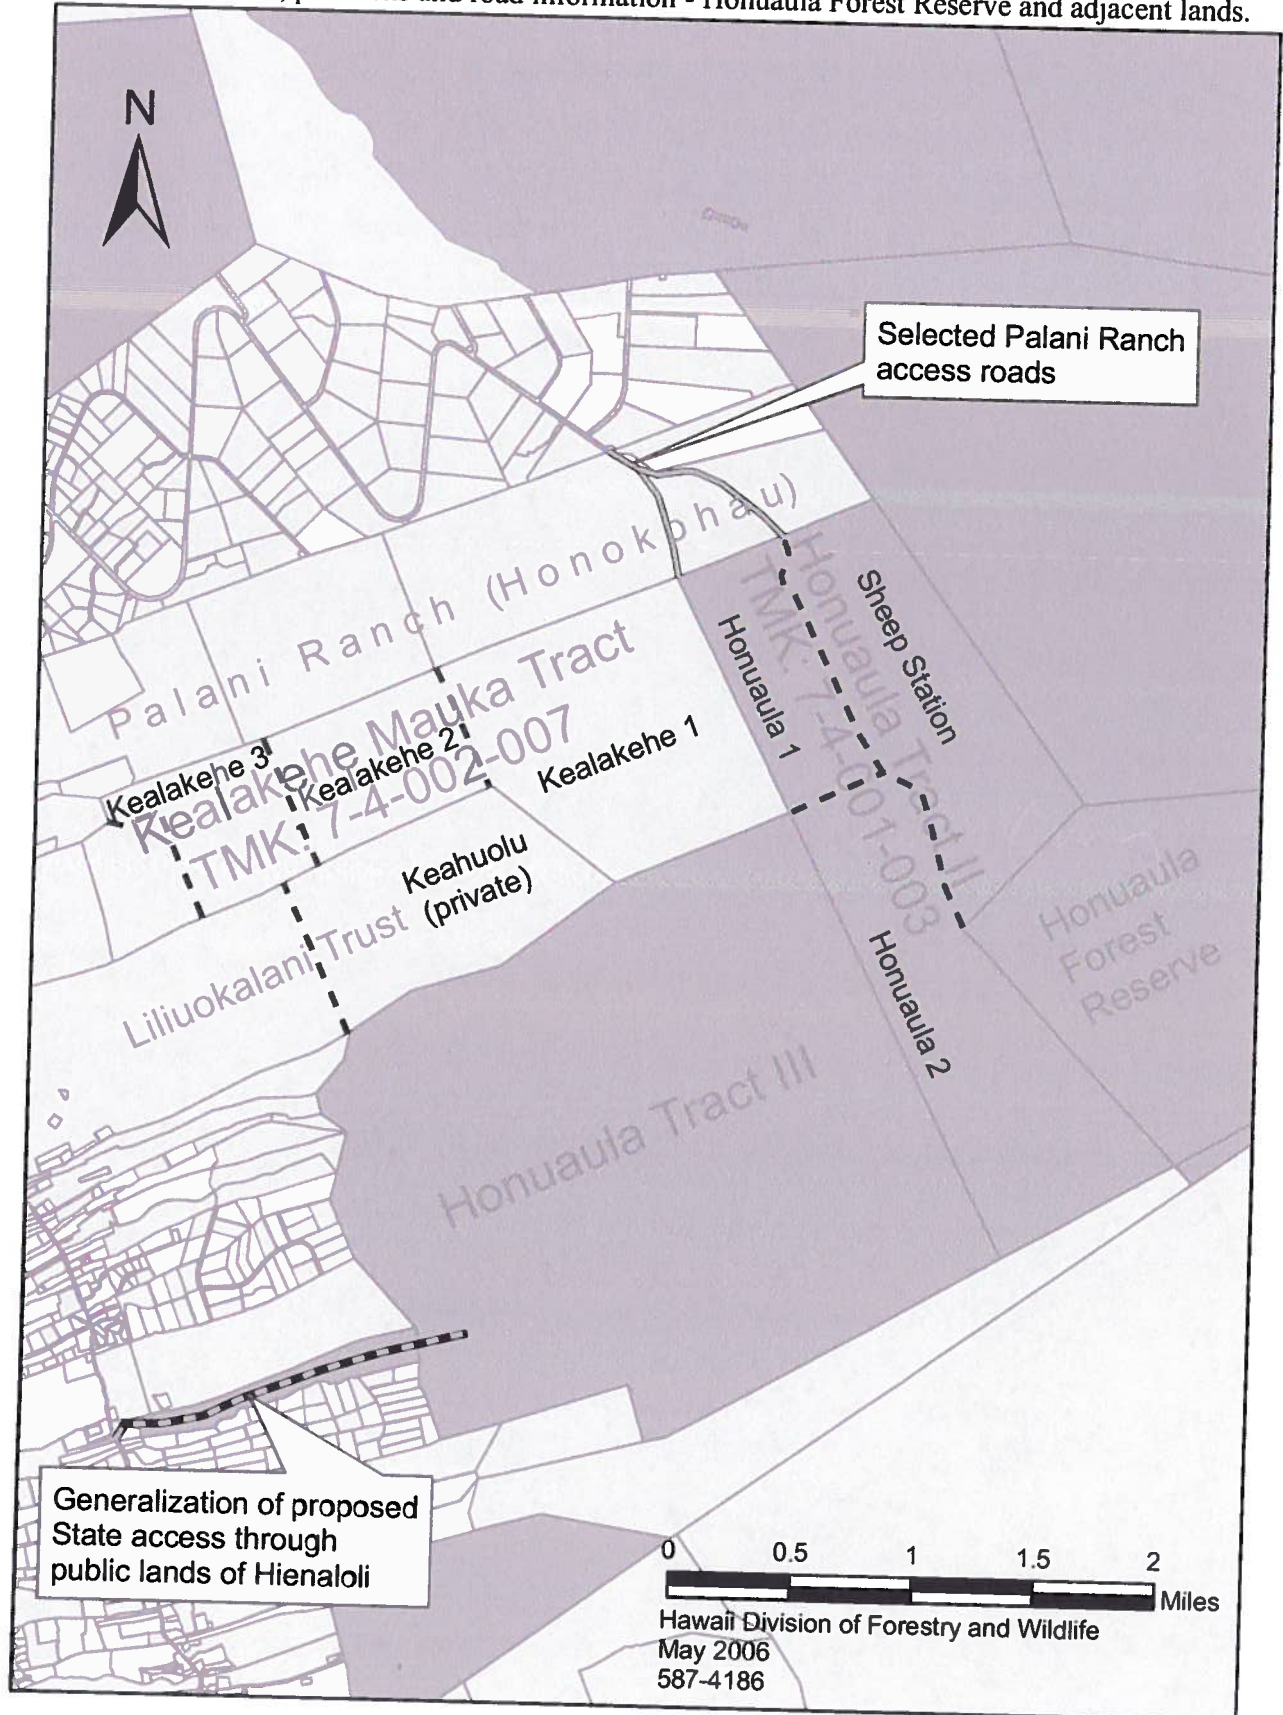 and road information - Honuaula Forest Reserve and adjacent lands.
N
Selected Palani Ranch
access roads
Palani Ranch (Honokohau)
Honuaula Tract II
TMK: 7-4-001-003
Sheep Station
Honuaula 1
Kealakehe Mauka Tract
TMK: 7-4-002-007
Kealakehe 3
Kealakehe 2
Kealakehe 1
Keahuolu
(private)
Liliuokalani Trust
Honuaula
Forest
Reserve
Honuaula 2
Honuaula Tract III
Generalization of proposed
State access through
public lands of Hienaloli
0 0.5 1 1.5 2
Miles
Hawaii Division of Forestry and Wildlife
May 2006
587-4186